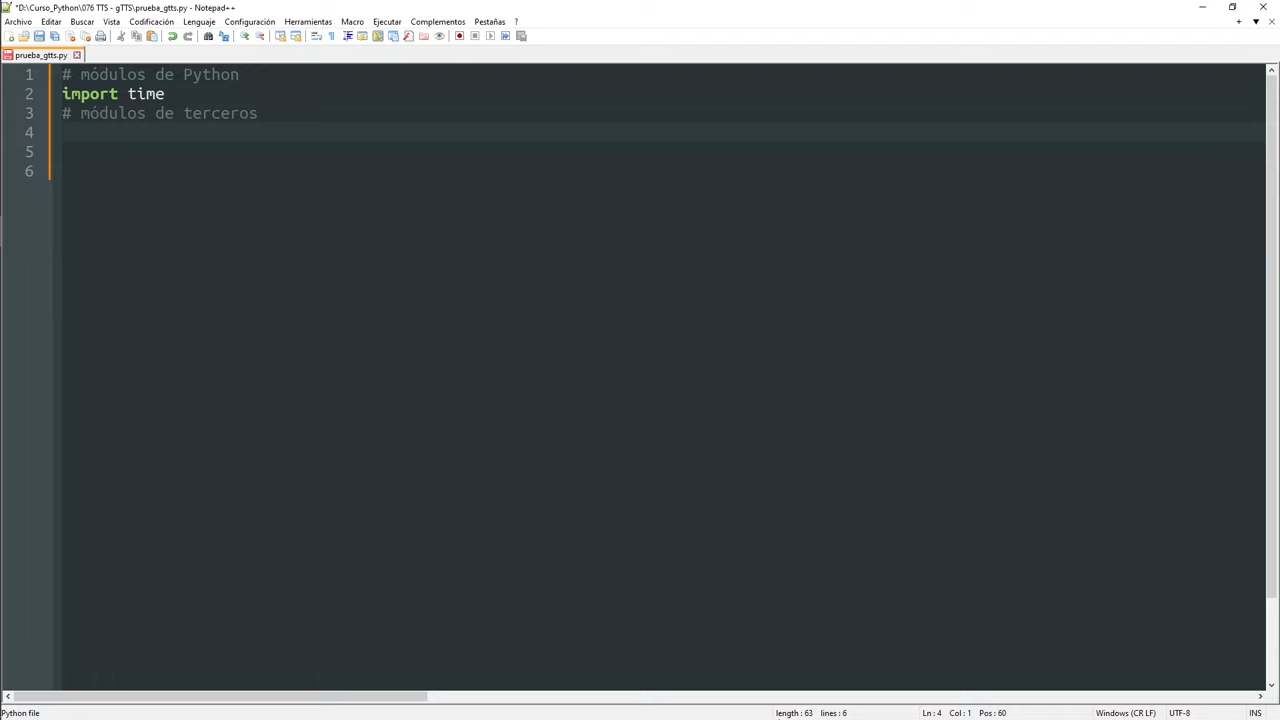 *D:\Curso_Python\076 TTS - gTTS\prueba_gtts.py - Notepad++
Archivo Editar Buscar Vista Codificación Lenguaje Configuración Herramientas Macro Ejecutar Complementos Pestañas ?
prueba_gtts.py
1 # módulos de Python
2 import time
3 # módulos de terceros
4
5
6
Python file length : 63 lines : 6 Ln : 4 Col : 1 Pos : 60 Windows (CR LF) UTF-8 INS